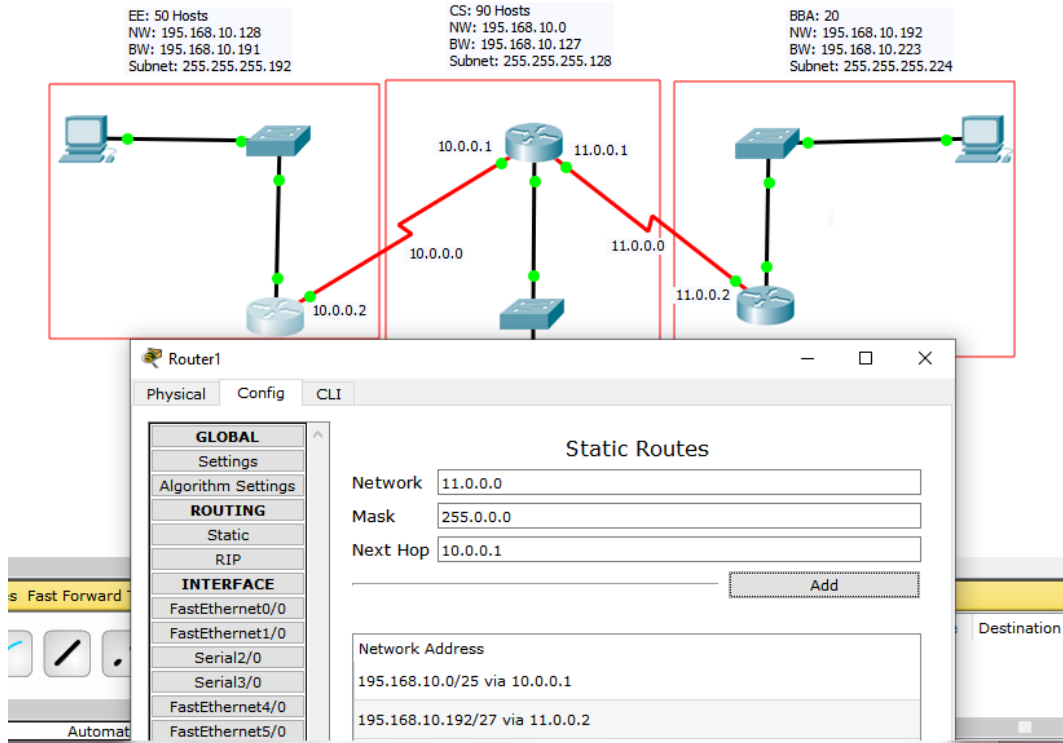 EE: 50 Hosts
NW: 195.168.10.128
BW: 195.168.10.191
Subnet: 255.255.255.192
CS: 90 Hosts
NW: 195.168.10.0
BW: 195.168.10.127
Subnet: 255.255.255.128
BBA: 20
NW: 195.168.10.192
BW: 195.168.10.223
Subnet: 255.255.255.224
10.0.0.1
11.0.0.1
10.0.0.0
11.0.0.0
10.0.0.2
11.0.0.2
Router1
Physical Config CLI
GLOBAL
Settings
Algorithm Settings
ROUTING
Static
RIP
INTERFACE
FastEthernet0/0
FastEthernet1/0
Serial2/0
Serial3/0
FastEthernet4/0
FastEthernet5/0
Static Routes
Network 11.0.0.0
Mask 255.0.0.0
Next Hop 10.0.0.1
Add
Network Address
195.168.10.0/25 via 10.0.0.1
195.168.10.192/27 via 11.0.0.2
Fast Forward
Destination
Automat